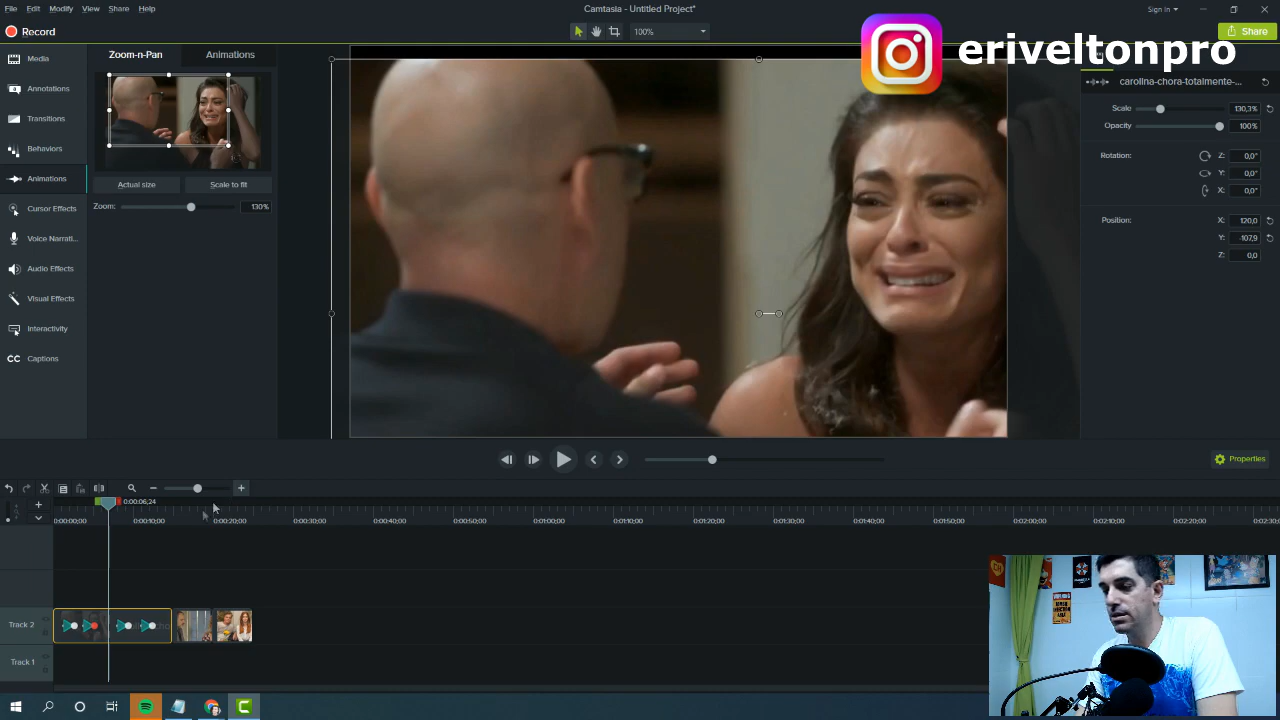 File Edit Modify View Share Help
Camtasia - Untitled Project*
Sign In
Record
100%
Share
eriveltonpro
Media
Annotations
Transitions
Behaviors
Animations
Cursor Effects
Voice Narrati...
Audio Effects
Visual Effects
Interactivity
CC Captions
Zoom-n-Pan Animations
Actual size Scale to fit
Zoom: 130%
carolina-chora-totalmente-...
Scale 130,3%
Opacity 100%
Rotation: Z: 0,0°
Y: 0,0°
X: 0,0°
Position: X: 120,0
Y: -107,9
Z: 0,0
Properties
0:00:06;24
0:00:00;00 0:00:10;00 0:00:20;00 0:00:30;00 0:00:40;00 0:00:50;00 0:01:00;00 0:01:10;00 0:01:20;00 0:01:30;00 0:01:40;00 0:01:50;00 0:02:00;00 0:02:10;00 0:02:20;00
Track 2
Track 1